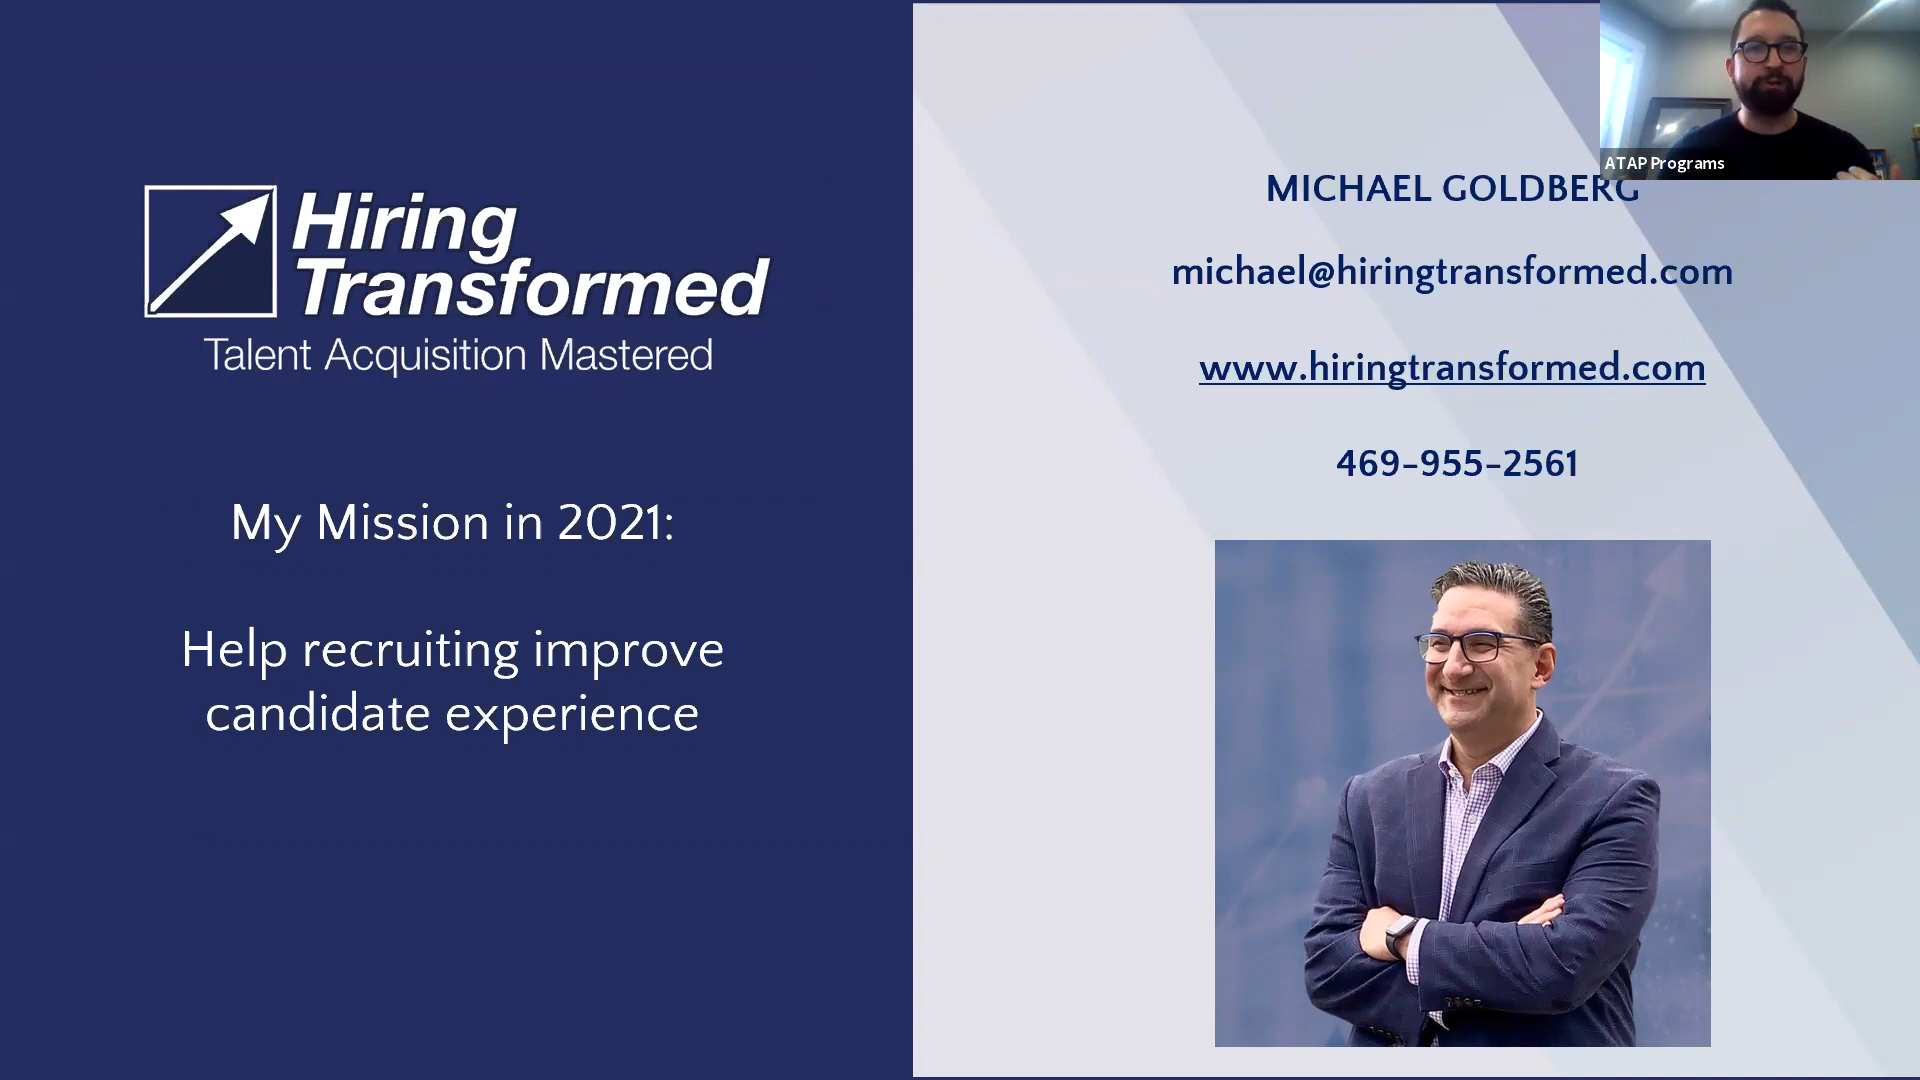 Hiring
Transformed
Talent Acquisition Mastered
My Mission in 2021:
Help recruiting improve
candidate experience
ATAP Programs
MICHAEL GOLDBERG
michael@hiringtransformed.com
www.hiringtransformed.com
469-955-2561